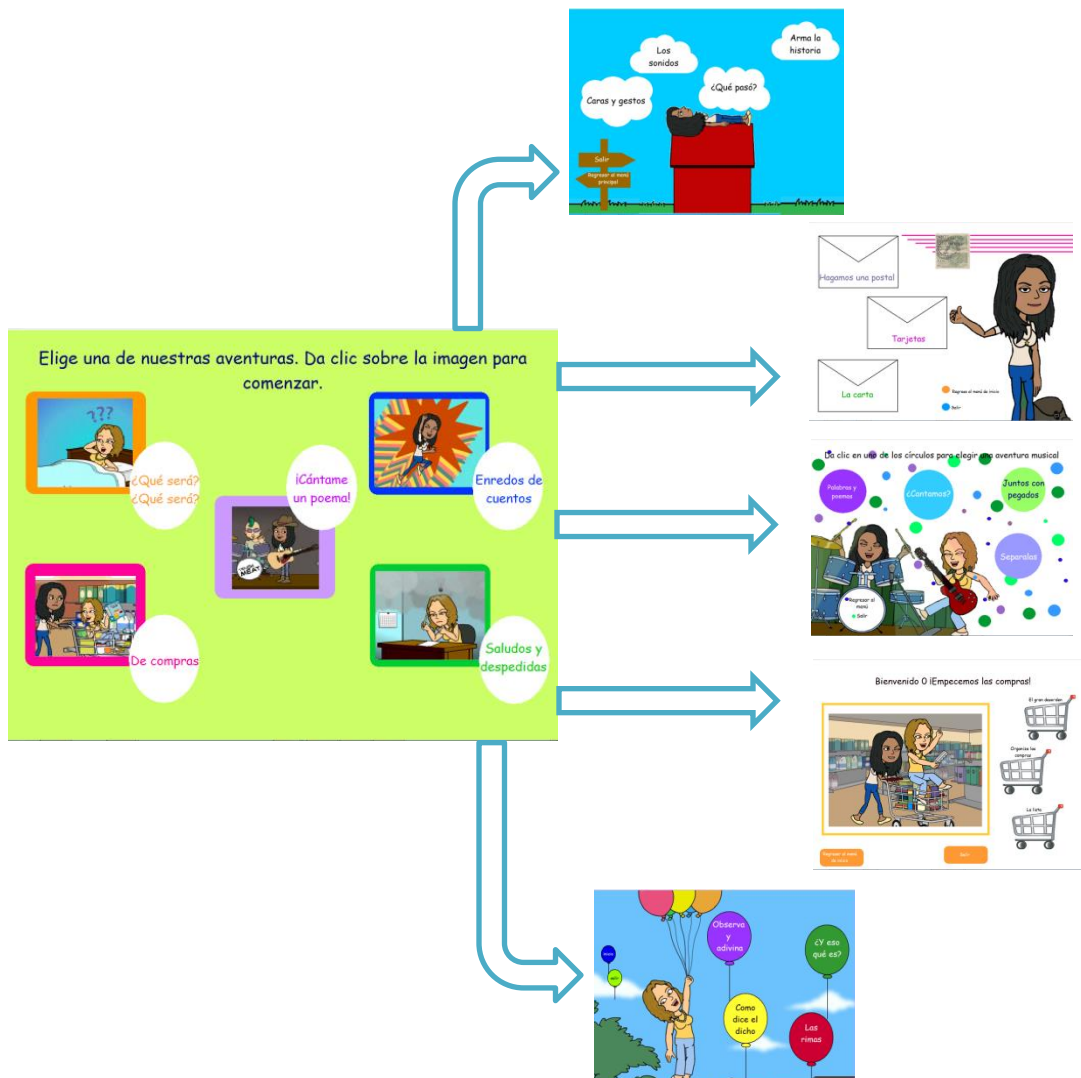 Los
sonidos
Arma la
historia
Caras y gestos
¿Qué pasó?
Salir
Regresar al menú
principal
Hagamos una postal
Tarjetas
La carta
Regresa al menú de inicio
Salir
Elige una de nuestras aventuras. Da clic sobre la imagen para
comenzar.
???
¿Qué será?
¿Qué será?
¡Cántame
un poema!
Enredos de
cuentos
MEAT
De compras
Saludos y
despedidas
Da clic en uno de los círculos para elegir una aventura musical
Palabras y
poemas
¿Cantamos?
Juntos con
pegados
Separalas
Regresar al
menú
Salir
Bienvenido 0 ¡Empecemos las compras!
El gran desorden
Organiza las
compras
La lista
Regresar al menú
de inicio
Salir
Observa
y
adivina
¿Y eso
qué es?
salir
Como
dice el
dicho
Las
rimas